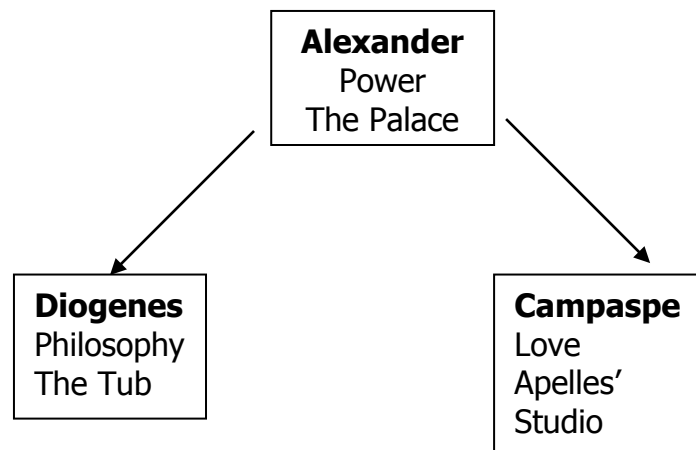 Alexander
Power
The Palace
Diogenes
Philosophy
The Tub
Campaspe
Love
Apelles’
Studio